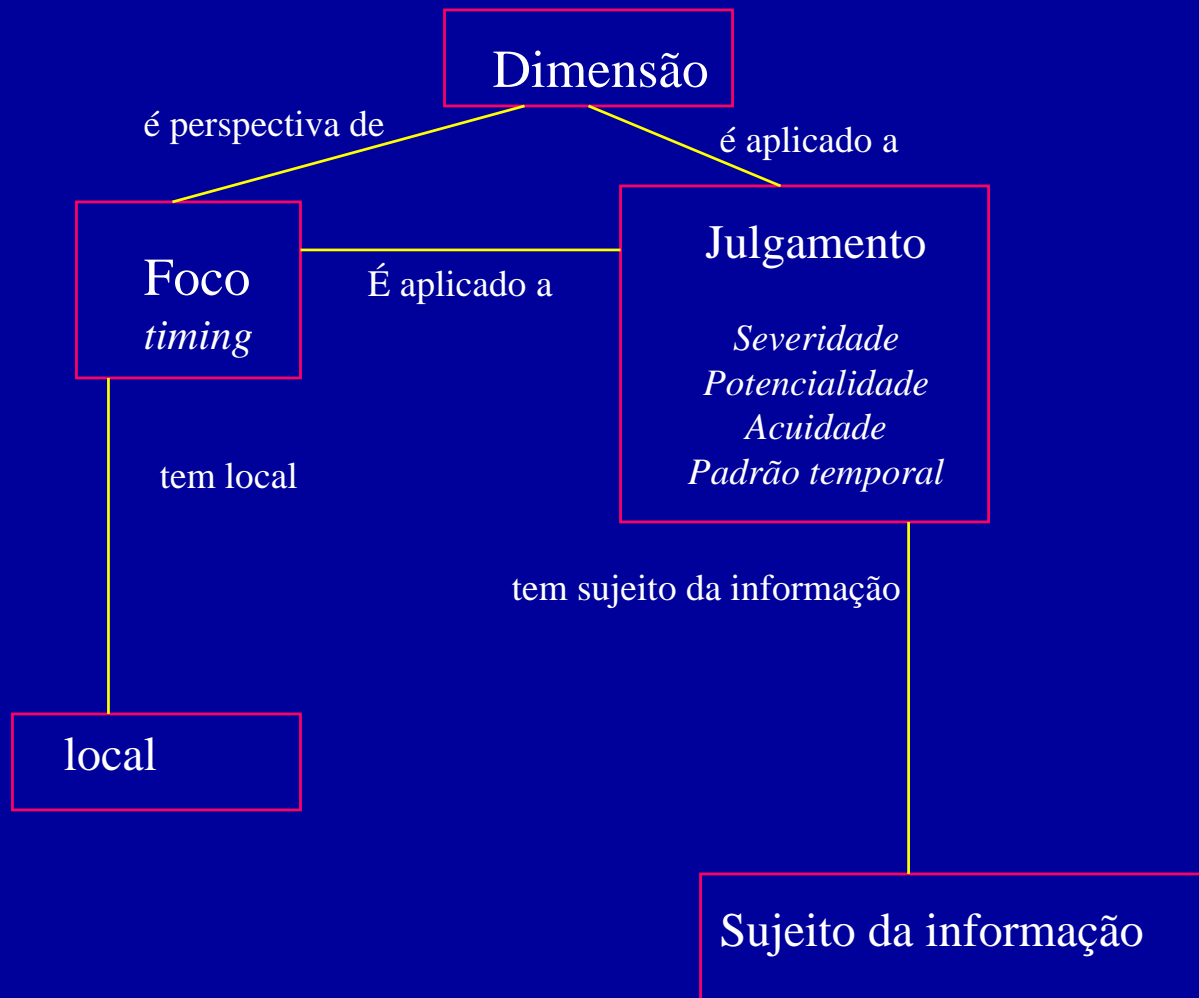 Dimensão
é perspectiva de
é aplicado a
Foco
timing
É aplicado a
Julgamento
Severidade
Potencialidade
Acuidade
Padrão temporal
tem local
tem sujeito da informação
local
Sujeito da informação